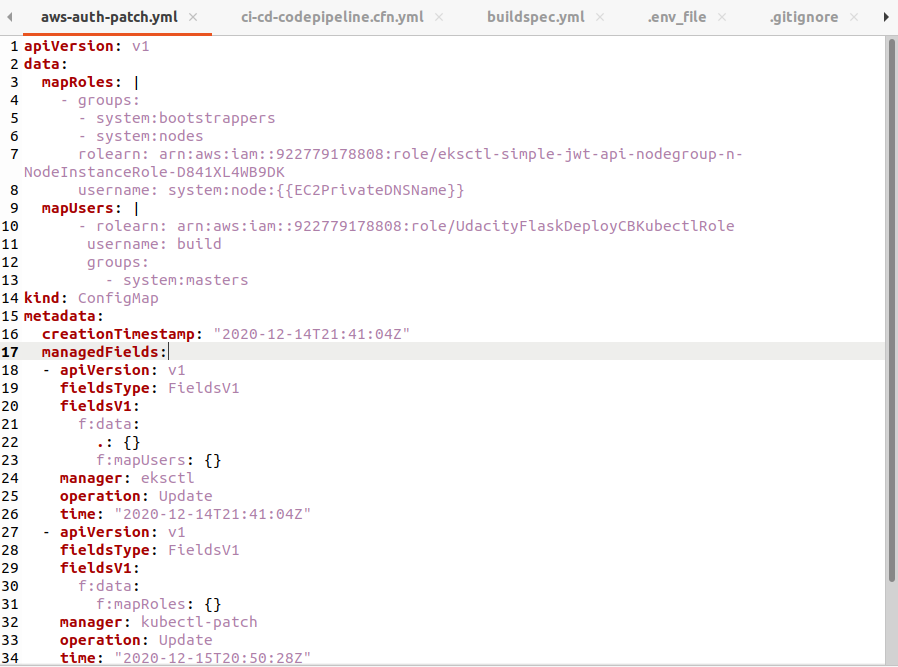 aws-auth-patch.yml × ci-cd-codepipeline.cfn.yml × buildspec.yml × .env_file × .gitignore ×
1 apiVersion: v1
2 data:
3   mapRoles: |
4     - groups:
5       - system:bootstrappers
6       - system:nodes
7       rolearn: arn:aws:iam::922779178808:role/eksctl-simple-jwt-api-nodegroup-n-
NodeInstanceRole-D841XL4WB9DK
8       username: system:node:{{EC2PrivateDNSName}}
9   mapUsers: |
10       - rolearn: arn:aws:iam::922779178808:role/UdacityFlaskDeployCBKubectlRole
11        username: build
12        groups:
13          - system:masters
14 kind: ConfigMap
15 metadata:
16   creationTimestamp: "2020-12-14T21:41:04Z"
17   managedFields:
18   - apiVersion: v1
19     fieldsType: FieldsV1
20     fieldsV1:
21       f:data:
22         .: {}
23         f:mapUsers: {}
24     manager: eksctl
25     operation: Update
26     time: "2020-12-14T21:41:04Z"
27   - apiVersion: v1
28     fieldsType: FieldsV1
29     fieldsV1:
30       f:data:
31         f:mapRoles: {}
32     manager: kubectl-patch
33     operation: Update
34     time: "2020-12-15T20:50:28Z"